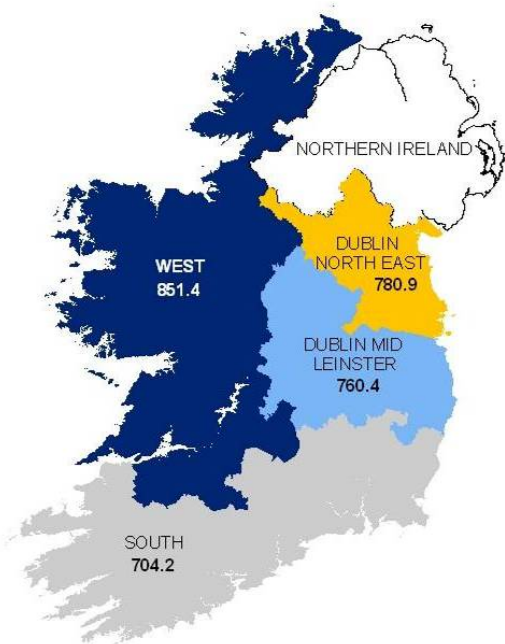 NORTHERN IRELAND
DUBLIN
NORTH EAST
780.9
WEST
851.4
DUBLIN MID
LEINSTER
760.4
SOUTH
704.2